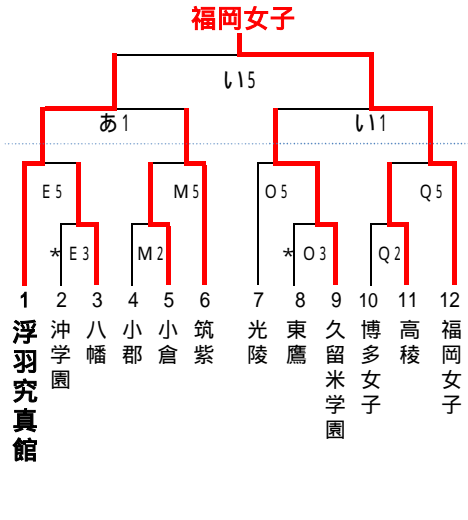 福岡女子
い5
あ1
い1
E5
M5
O5
Q5
*E3
M2
*O3
Q2
1 2 3 4 5 6 7 8 9 10 11 12
浮羽究真館
沖学園
八幡
小郡
小倉
筑紫
光陵
東鷹
久留米学園
博多女子
高稜
福岡女子